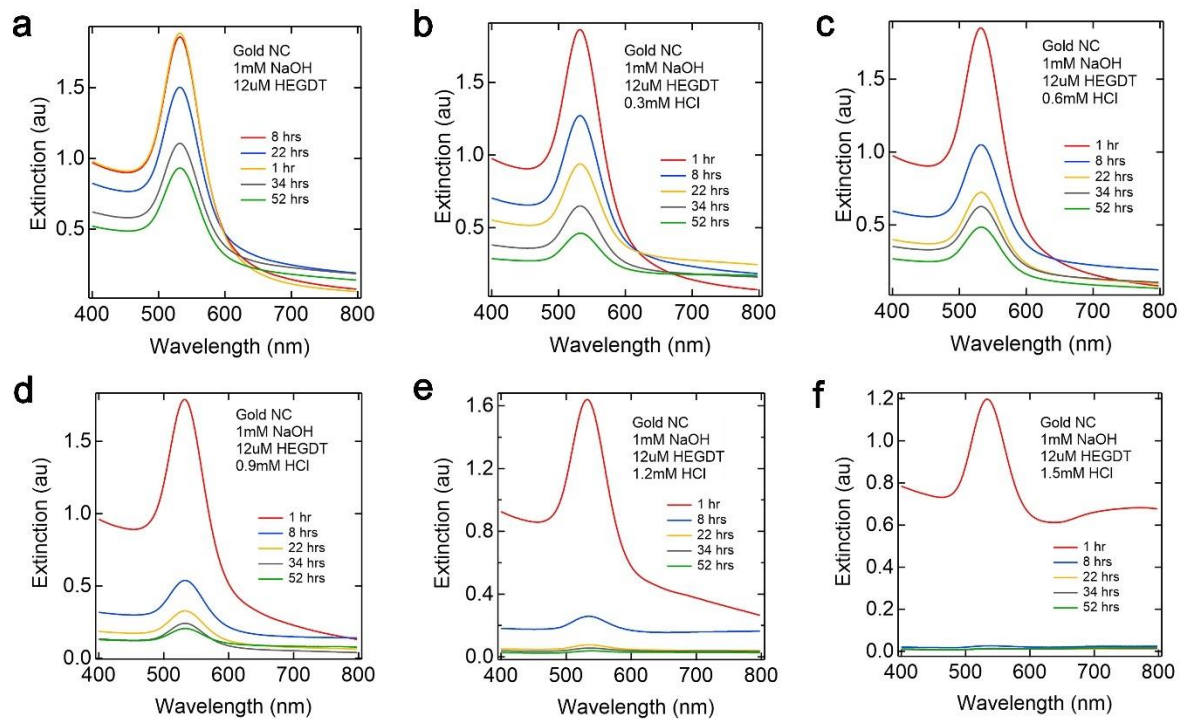 a
Gold NC
1mM NaOH
12uM HEGDT
8 hrs
22 hrs
1 hr
34 hrs
52 hrs
Extinction (au)
1.5
1.0
0.5
400 500 600 700 800
Wavelength (nm)
b
Gold NC
1mM NaOH
12uM HEGDT
0.3mM HCl
1 hr
8 hrs
22 hrs
34 hrs
52 hrs
Extinction (au)
1.5
1.0
0.5
400 500 600 700 800
Wavelength (nm)
c
Gold NC
1mM NaOH
12uM HEGDT
0.6mM HCl
1 hr
8 hrs
22 hrs
34 hrs
52 hrs
Extinction (au)
1.5
1.0
0.5
400 500 600 700 800
Wavelength (nm)
d
Gold NC
1mM NaOH
12uM HEGDT
0.9mM HCl
1 hr
8 hrs
22 hrs
34 hrs
52 hrs
Extinction (au)
1.5
1.0
0.5
0.0
400 500 600 700 800
Wavelength (nm)
e
Gold NC
1mM NaOH
12uM HEGDT
1.2mM HCl
1 hr
8 hrs
22 hrs
34 hrs
52 hrs
Extinction (au)
1.6
1.2
0.8
0.4
0.0
400 500 600 700 800
Wavelength (nm)
f
Gold NC
1mM NaOH
12uM HEGDT
1.5mM HCl
1 hr
8 hrs
22 hrs
34 hrs
52 hrs
Extinction (au)
1.2
1.0
0.8
0.6
0.4
0.2
0.0
400 500 600 700 800
Wavelength (nm)